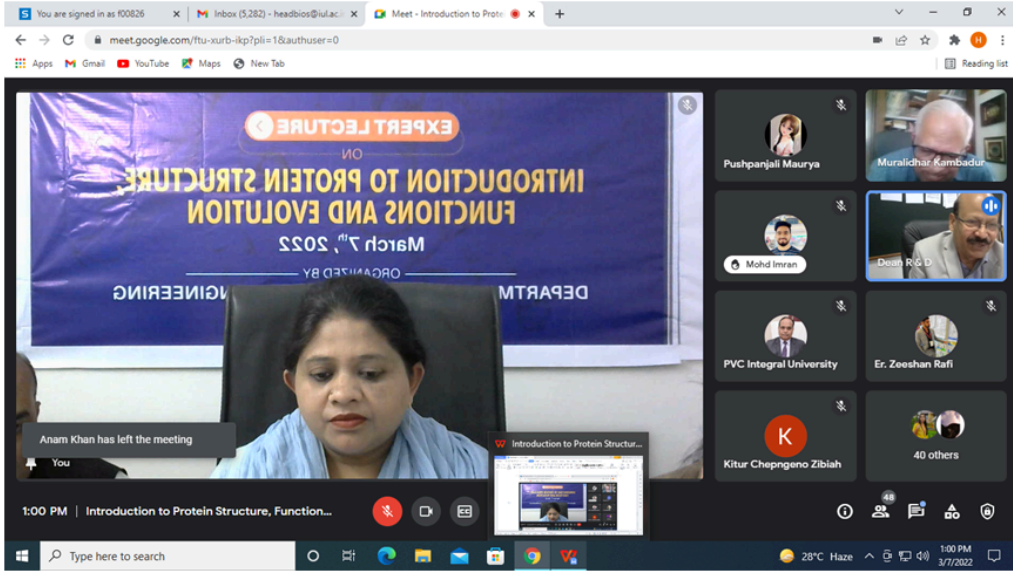 You are signed in as f00826
Inbox (5,282) - headbios@iul.ac.
Meet - Introduction to Prote
meet.google.com/ftu-xurb-ikp?pli=1&authuser=0
Apps Gmail YouTube Maps New Tab Reading list
EXPERT LECTURE
ON
INTRODUCTION TO PROTEIN STRUCTURE,
FUNCTIONS AND EVOLUTION
March 7th, 2022
ORGANIZED BY
DEPARTM NGINEERING
Anam Khan has left the meeting
You
Pushpanjali Maurya
Muralidhar Kambadur
Mohd Imran
Dean R & D
PVC Integral University
Er. Zeeshan Rafi
K
Kitur Chepngeno Zibiah
40 others
Introduction to Protein Structur...
1:00 PM | Introduction to Protein Structure, Function...
48
Type here to search
28°C Haze
1:00 PM
3/7/2022